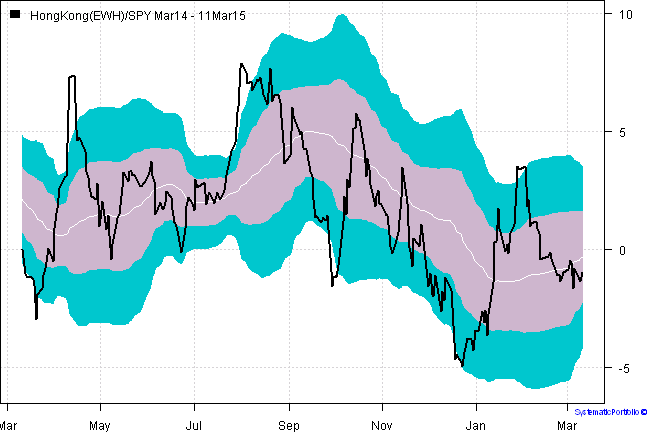 HongKong(EWH)/SPY Mar14 - 11Mar15
10
5
0
-5
Mar May Jul Sep Nov Jan Mar
SystematicPortfolio ©